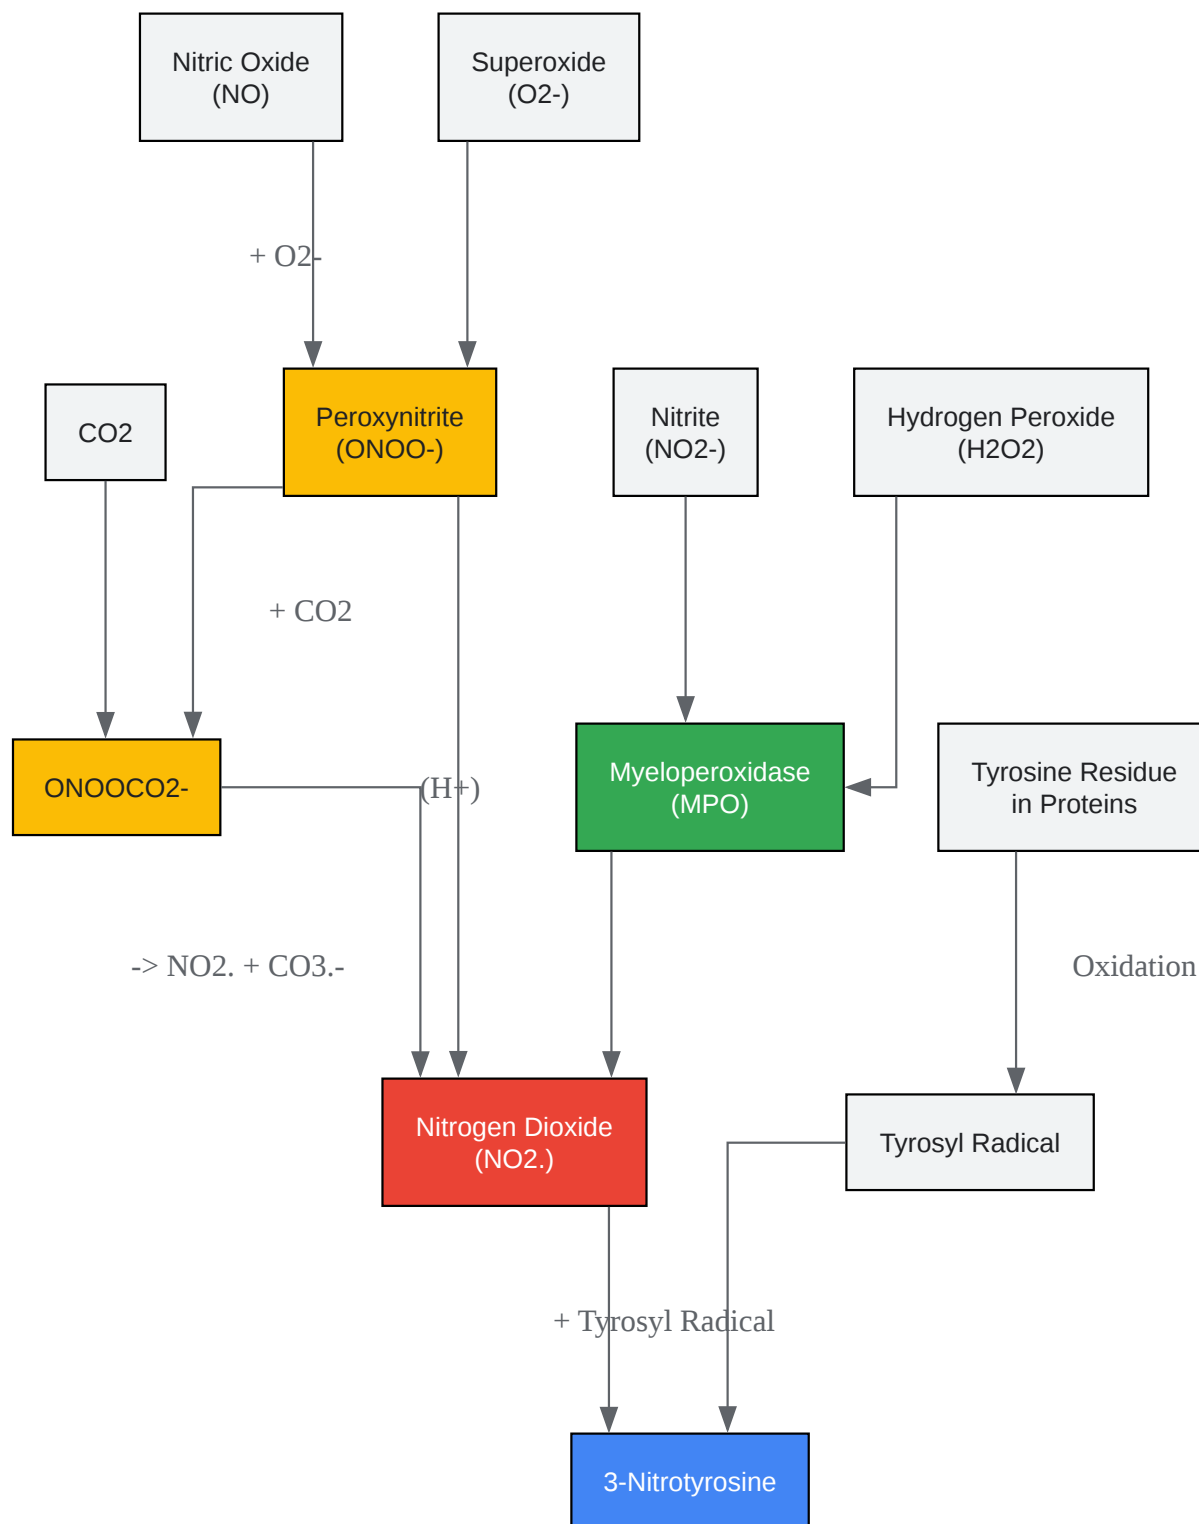 Nitric Oxide
(NO)
Superoxide
(O2-)
+ O2-
CO2
Peroxynitrite
(ONOO-)
Nitrite
(NO2-)
Hydrogen Peroxide
(H2O2)
+ CO2
ONOOCO2-
(H+)
Myeloperoxidase
(MPO)
Tyrosine Residue
in Proteins
-> NO2. + CO3.-
Oxidation
Nitrogen Dioxide
(NO2.)
Tyrosyl Radical
+ Tyrosyl Radical
3-Nitrotyrosine